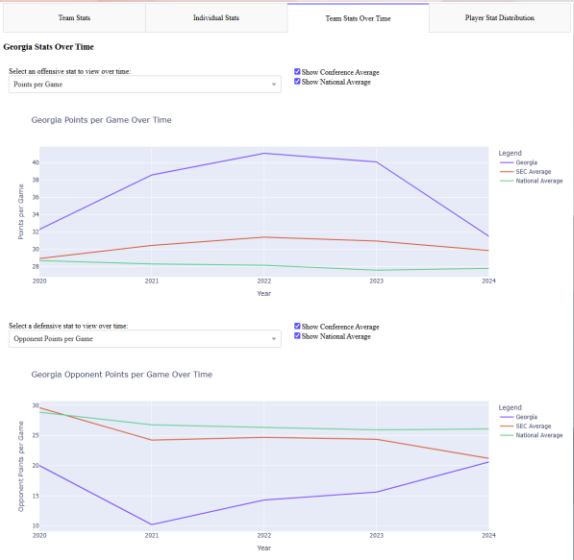 Team Stats
Individual Stats
Team Stats Over Time
Player Stat Distribution
Georgia Stats Over Time
Select an offensive stat to view over time:
Points per Game
Show Conference Average
Show National Average
Georgia Points per Game Over Time
Points per Game
40
38
36
34
32
30
28
2020
2021
2022
2023
2024
Year
Legend
Georgia
SEC Average
National Average
Select a defensive stat to view over time:
Opponent Points per Game
Show Conference Average
Show National Average
Georgia Opponent Points per Game Over Time
Opponent Points per Game
30
25
20
15
10
2020
2021
2022
2023
2024
Year
Legend
Georgia
SEC Average
National Average